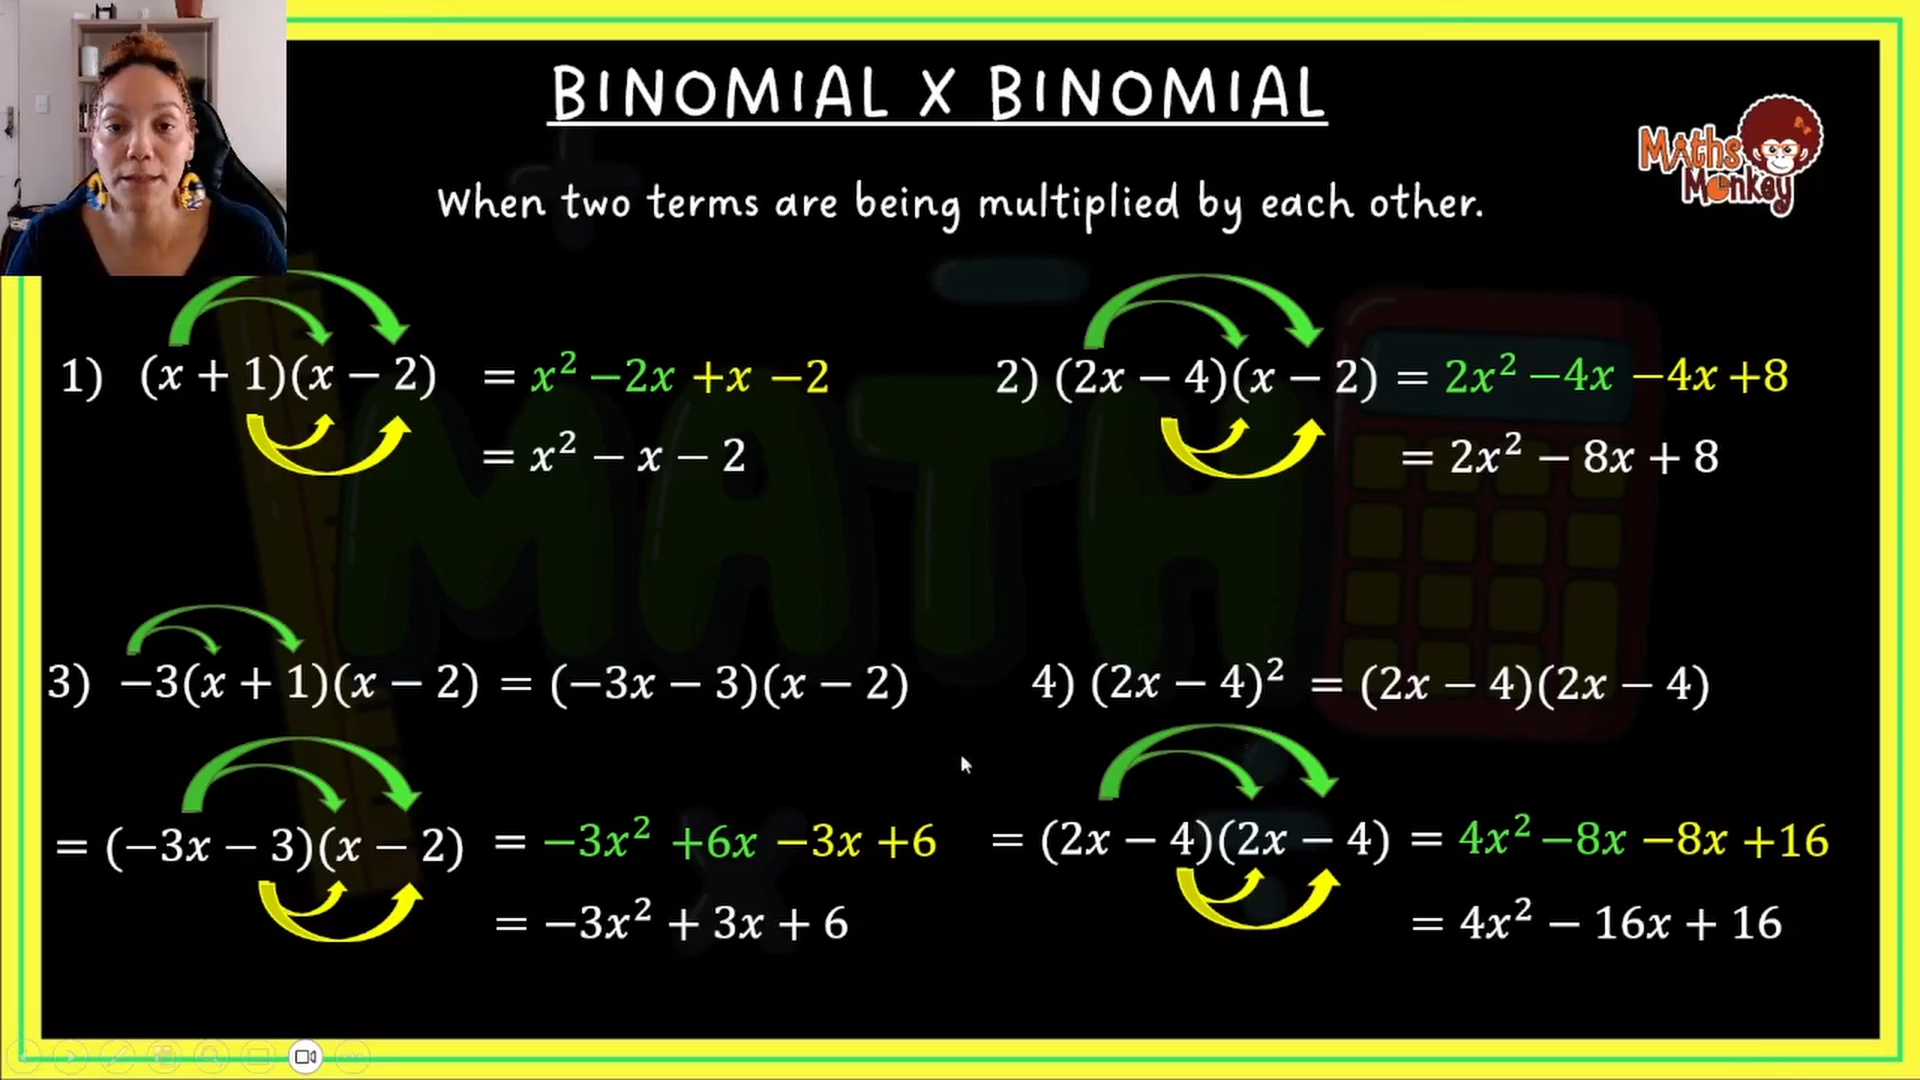 BINOMIAL X BINOMIAL
Maths
Monkey
When two terms are being multiplied by each other.
1) (x + 1)(x − 2) = x² −2x +x −2
= x² − x − 2
2) (2x − 4)(x − 2) = 2x² −4x −4x +8
= 2x² − 8x + 8
MATH
3) −3(x + 1)(x − 2) = (−3x − 3)(x − 2)
= (−3x − 3)(x − 2) = −3x² +6x −3x +6
= −3x² + 3x + 6
4) (2x − 4)² = (2x − 4)(2x − 4)
= (2x − 4)(2x − 4) = 4x² −8x −8x +16
= 4x² − 16x + 16